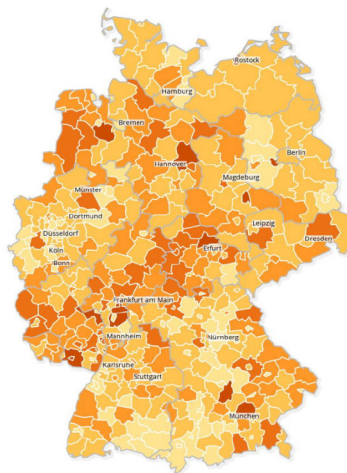 Rostock
Hamburg
Bremen
Berlin
Hannover
Magdeburg
Münster
Dortmund
Leipzig
Düsseldorf
Dresden
Köln
Erfurt
Bonn
Frankfurt am Main
Mannheim
Nürnberg
Karlsruhe
Stuttgart
München